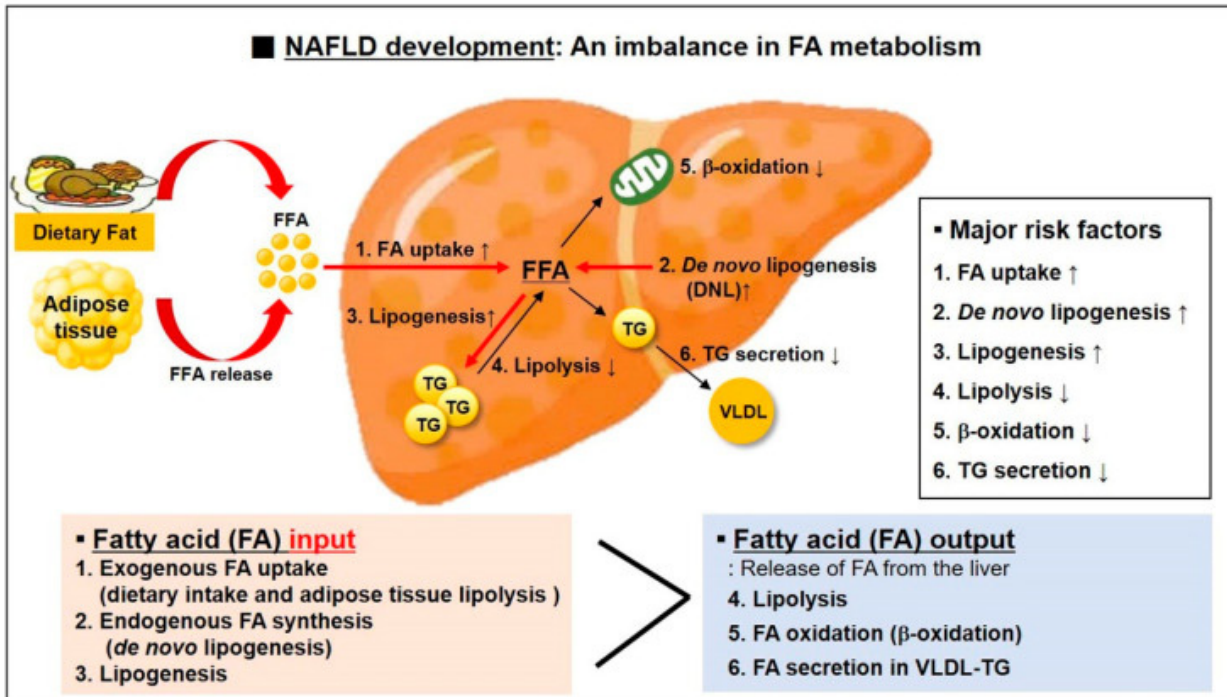 ■ NAFLD development: An imbalance in FA metabolism
Dietary Fat
Adipose
tissue
FFA
FFA release
1. FA uptake ↑
FFA
2. De novo lipogenesis
(DNL)↑
3. Lipogenesis↑
4. Lipolysis ↓
5. β-oxidation ↓
TG
6. TG secretion ↓
VLDL
TG
TG
TG
▪ Major risk factors
1. FA uptake ↑
2. De novo lipogenesis ↑
3. Lipogenesis ↑
4. Lipolysis ↓
5. β-oxidation ↓
6. TG secretion ↓
▪ Fatty acid (FA) input
1. Exogenous FA uptake
(dietary intake and adipose tissue lipolysis )
2. Endogenous FA synthesis
(de novo lipogenesis)
3. Lipogenesis
>
▪ Fatty acid (FA) output
: Release of FA from the liver
4. Lipolysis
5. FA oxidation (β-oxidation)
6. FA secretion in VLDL-TG